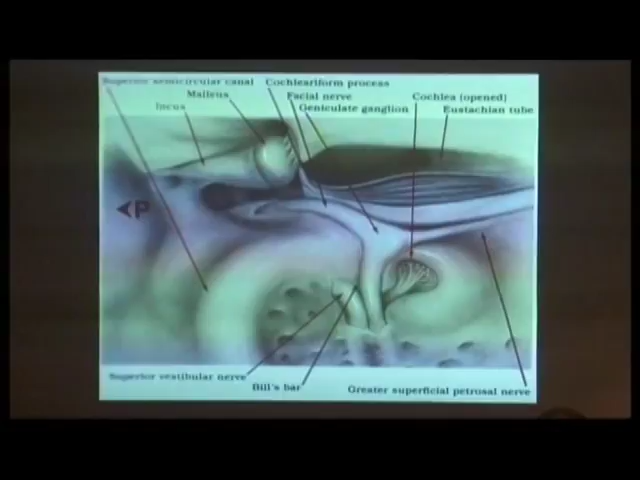 Superior semicircular canal
Cochleariform process
Malleus
Facial nerve
Cochlea (opened)
Incus
Geniculate ganglion
Eustachian tube
P
Superior vestibular nerve
Bill's bar
Greater superficial petrosal nerve